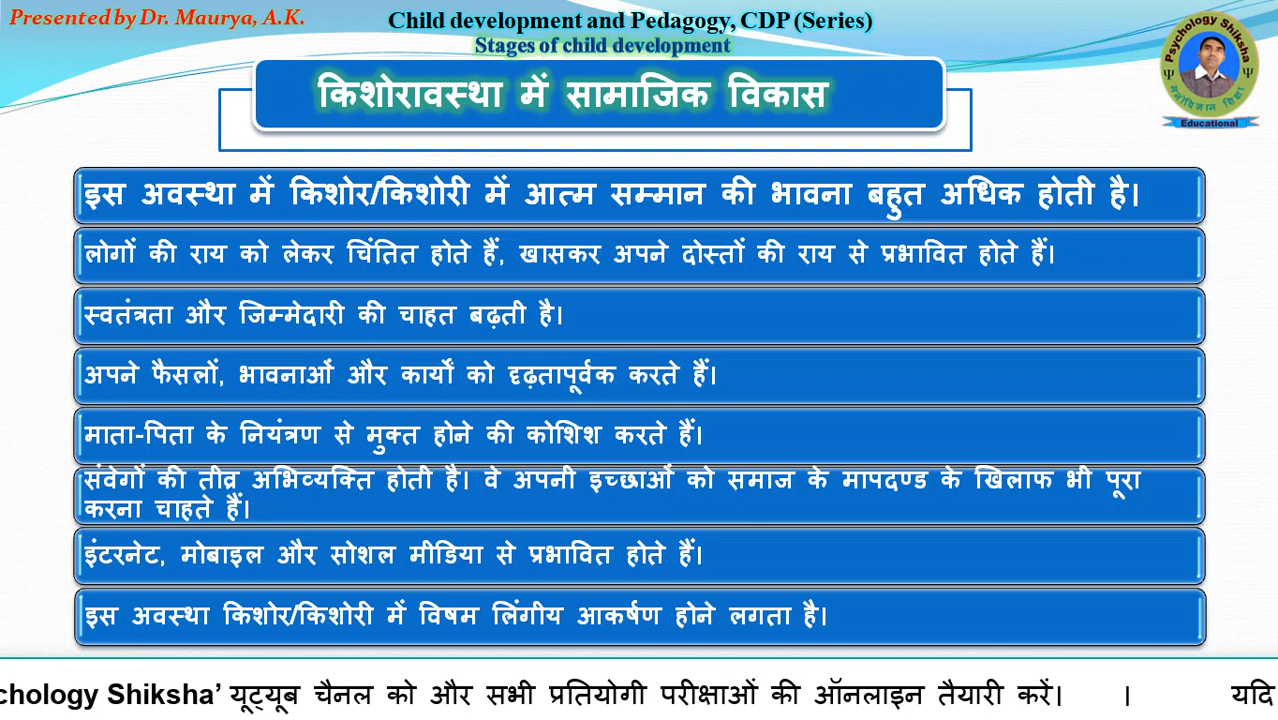 Presented by Dr. Maurya, A.K.
Child development and Pedagogy, CDP (Series)
Stages of child development
Psychology Shiksha
Ψ Ψ
मनोविज्ञान शिक्षा
Educational
किशोरावस्था में सामाजिक विकास
इस अवस्था में किशोर/किशोरी में आत्म सम्मान की भावना बहुत अधिक होती है।
लोगों की राय को लेकर चिंतित होते हैं, खासकर अपने दोस्तों की राय से प्रभावित होते हैं।
स्वतंत्रता और जिम्मेदारी की चाहत बढ़ती है।
अपने फैसलों, भावनाओं और कार्यों को दृढ़तापूर्वक करते हैं।
माता-पिता के नियंत्रण से मुक्त होने की कोशिश करते हैं।
संवेगों की तीव्र अभिव्यक्ति होती है। वे अपनी इच्छाओं को समाज के मापदण्ड के खिलाफ भी पूरा
करना चाहते हैं।
इंटरनेट, मोबाइल और सोशल मीडिया से प्रभावित होते हैं।
इस अवस्था किशोर/किशोरी में विषम लिंगीय आकर्षण होने लगता है।
chology Shiksha’ यूट्यूब चैनल को और सभी प्रतियोगी परीक्षाओं की ऑनलाइन तैयारी करें। । यदि